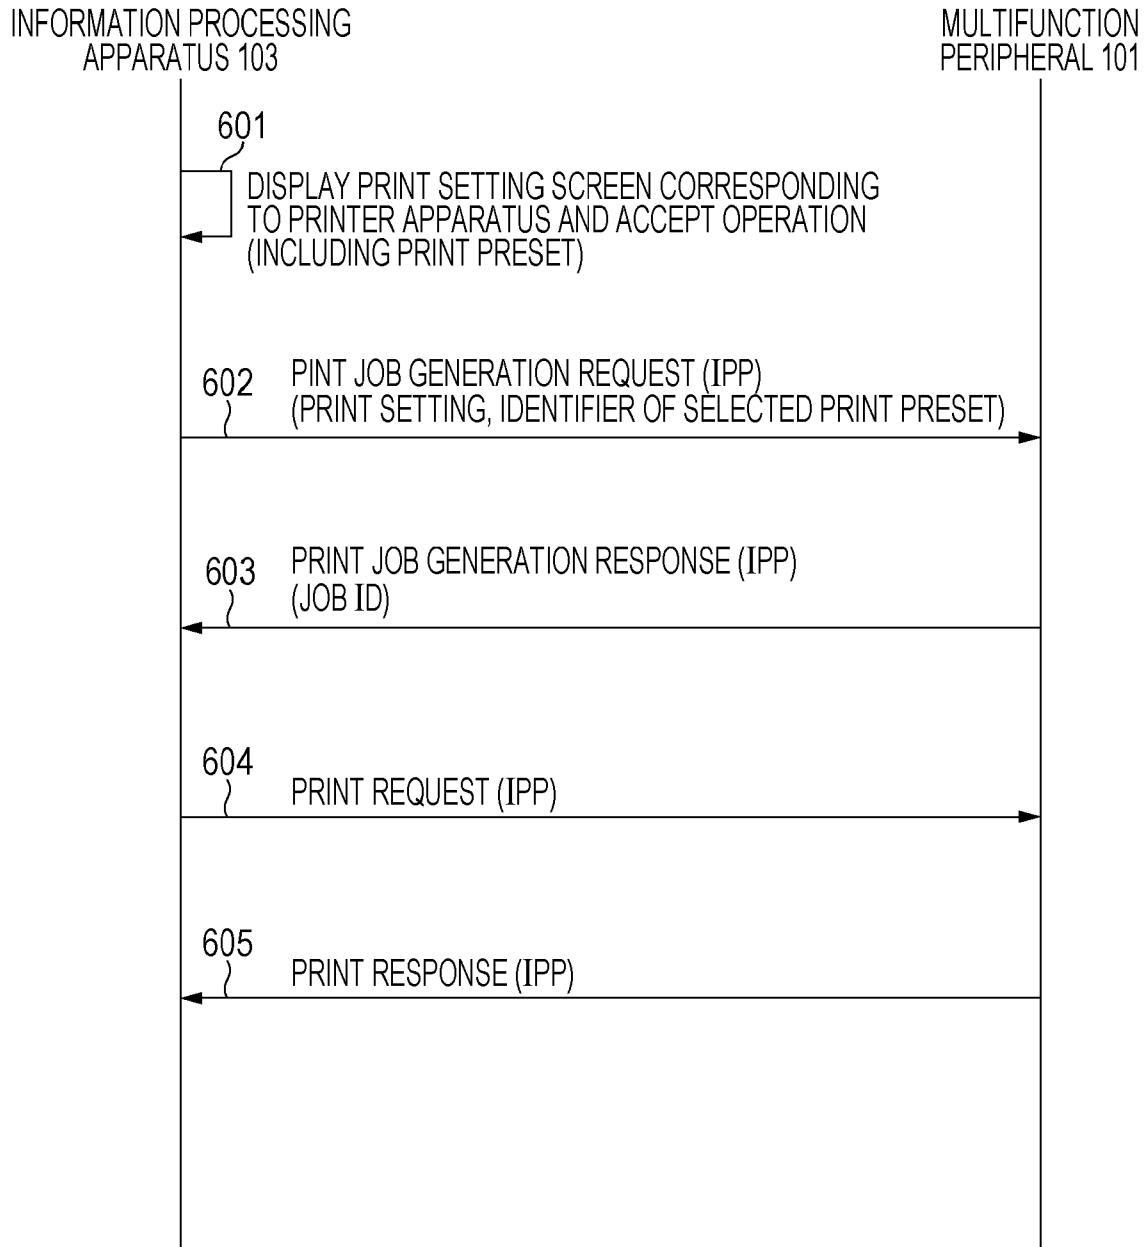 INFORMATION PROCESSING
APPARATUS 103
MULTIFUNCTION
PERIPHERAL 101
601
DISPLAY PRINT SETTING SCREEN CORRESPONDING
TO PRINTER APPARATUS AND ACCEPT OPERATION
(INCLUDING PRINT PRESET)
602
PINT JOB GENERATION REQUEST (IPP)
(PRINT SETTING, IDENTIFIER OF SELECTED PRINT PRESET)
603
PRINT JOB GENERATION RESPONSE (IPP)
(JOB ID)
604
PRINT REQUEST (IPP)
605
PRINT RESPONSE (IPP)